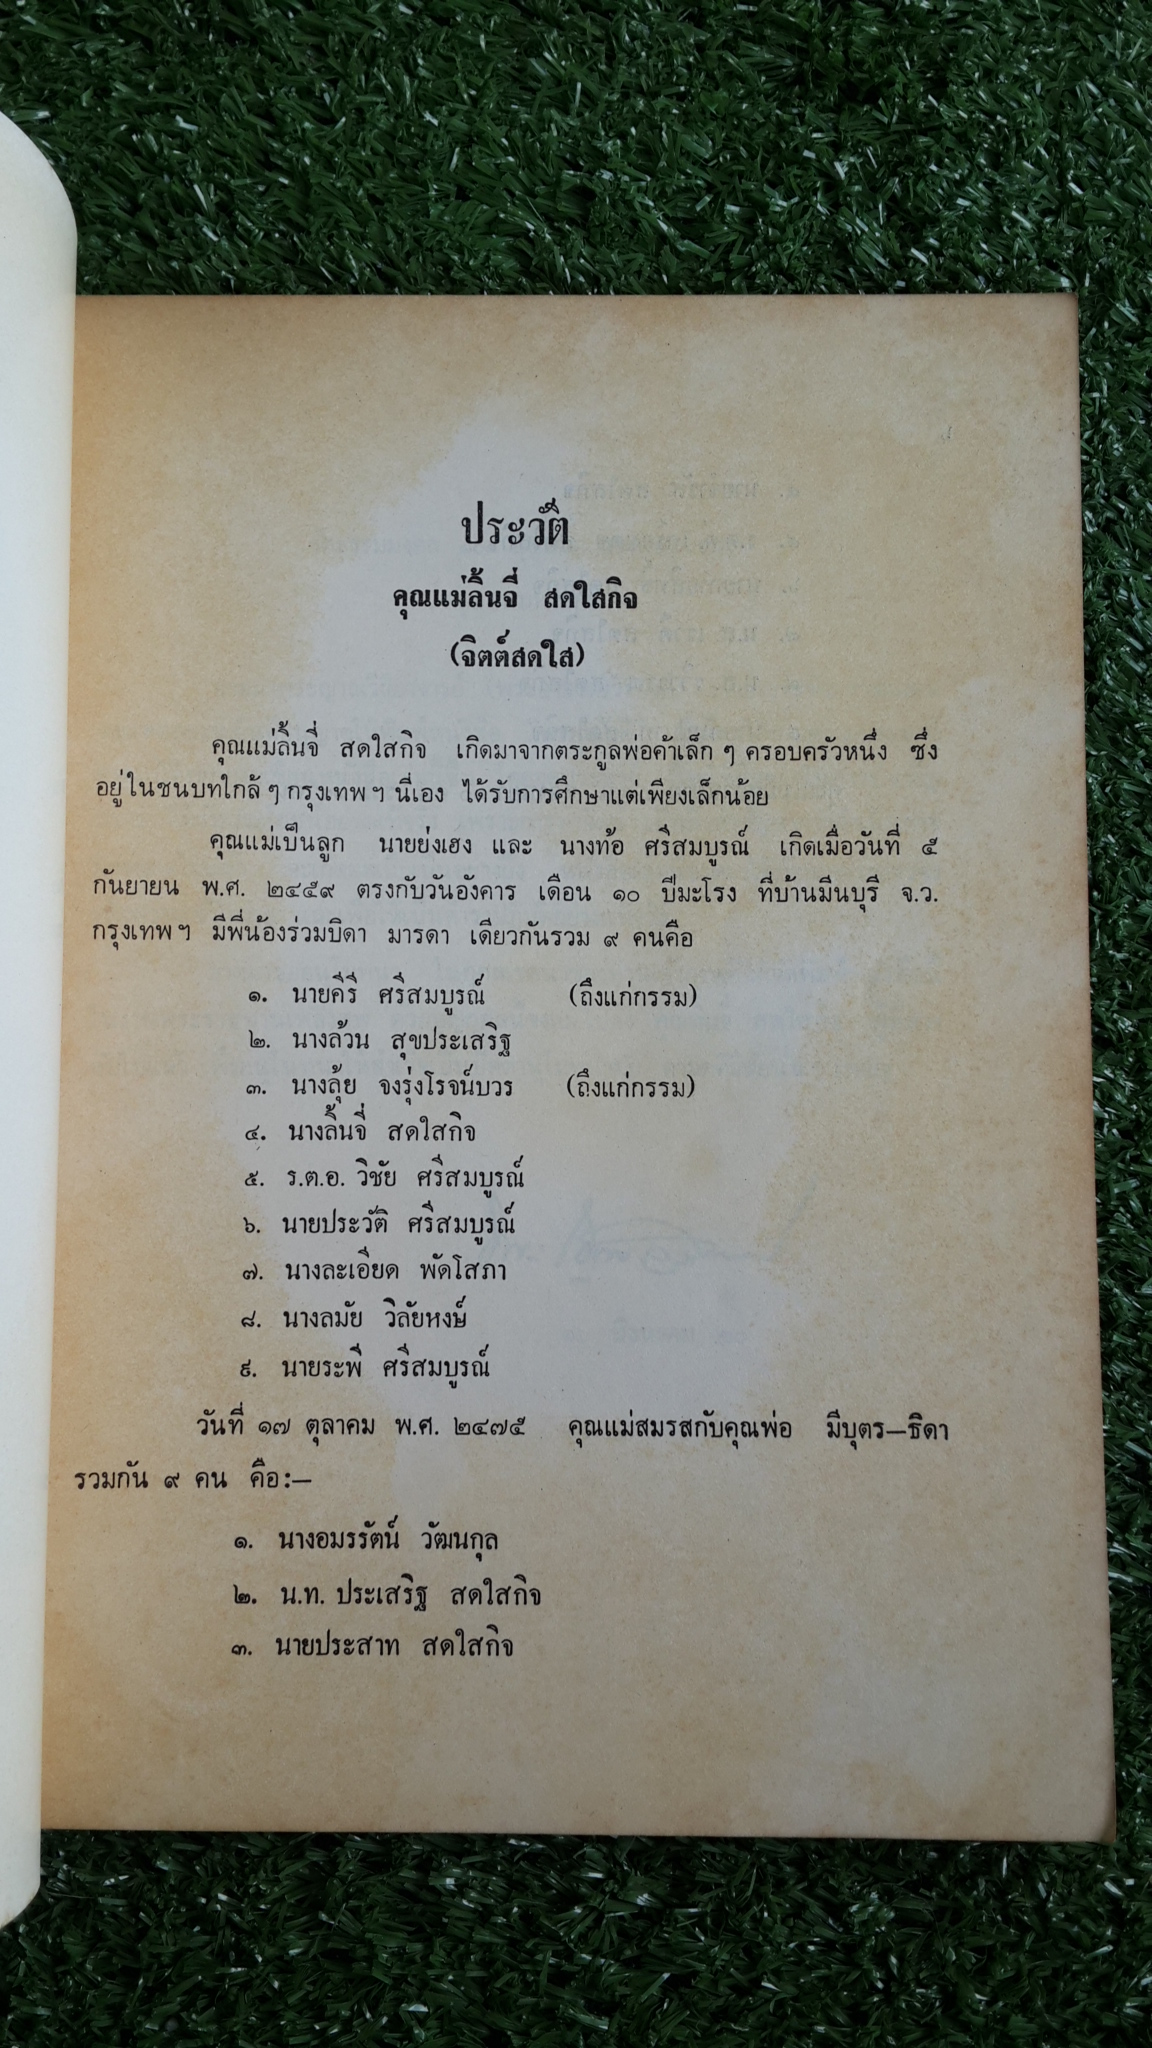 ประวัติ
คุณแม่ลิ้นจี่ สดใสกิจ
(จิตต์สดใส)
คุณแม่ลิ้นจี่ สดใสกิจ เกิดมาจากตระกูลพ่อค้าเล็ก ๆ ครอบครัวหนึ่ง ซึ่ง
อยู่ในชนบทใกล้ ๆ กรุงเทพ ฯ นี่เอง ได้รับการศึกษาแต่เพียงเล็กน้อย
คุณแม่เป็นลูก นายย่งเฮง และ นางท้อ ศรีสมบูรณ์ เกิดเมื่อวันที่ ๕
กันยายน พ.ศ. ๒๔๕๙ ตรงกับวันอังคาร เดือน ๑๐ ปีมะโรง ที่บ้านมีนบุรี จ.ว.
กรุงเทพ ฯ มีพี่น้องร่วมบิดา มารดา เดียวกันรวม ๙ คนคือ
๑. นายคีรี ศรีสมบูรณ์ (ถึงแก่กรรม)
๒. นางล้วน สุขประเสริฐ
๓. นางลุ้ย จงรุ่งโรจน์บวร (ถึงแก่กรรม)
๔. นางลิ้นจี่ สดใสกิจ
๕. ร.ต.อ. วิชัย ศรีสมบูรณ์
๖. นายประวัติ ศรีสมบูรณ์
๗. นางละเอียด พัดโสภา
๘. นางลมัย วิลัยหงษ์
๙. นายระพี ศรีสมบูรณ์
วันที่ ๑๗ ตุลาคม พ.ศ. ๒๔๗๕ คุณแม่สมรสกับคุณพ่อ มีบุตร—ธิดา
รวมกัน ๙ คน คือ:—
๑. นางอมรรัตน์ วัฒนกุล
๒. น.ท. ประเสริฐ สดใสกิจ
๓. นายประสาท สดใสกิจ